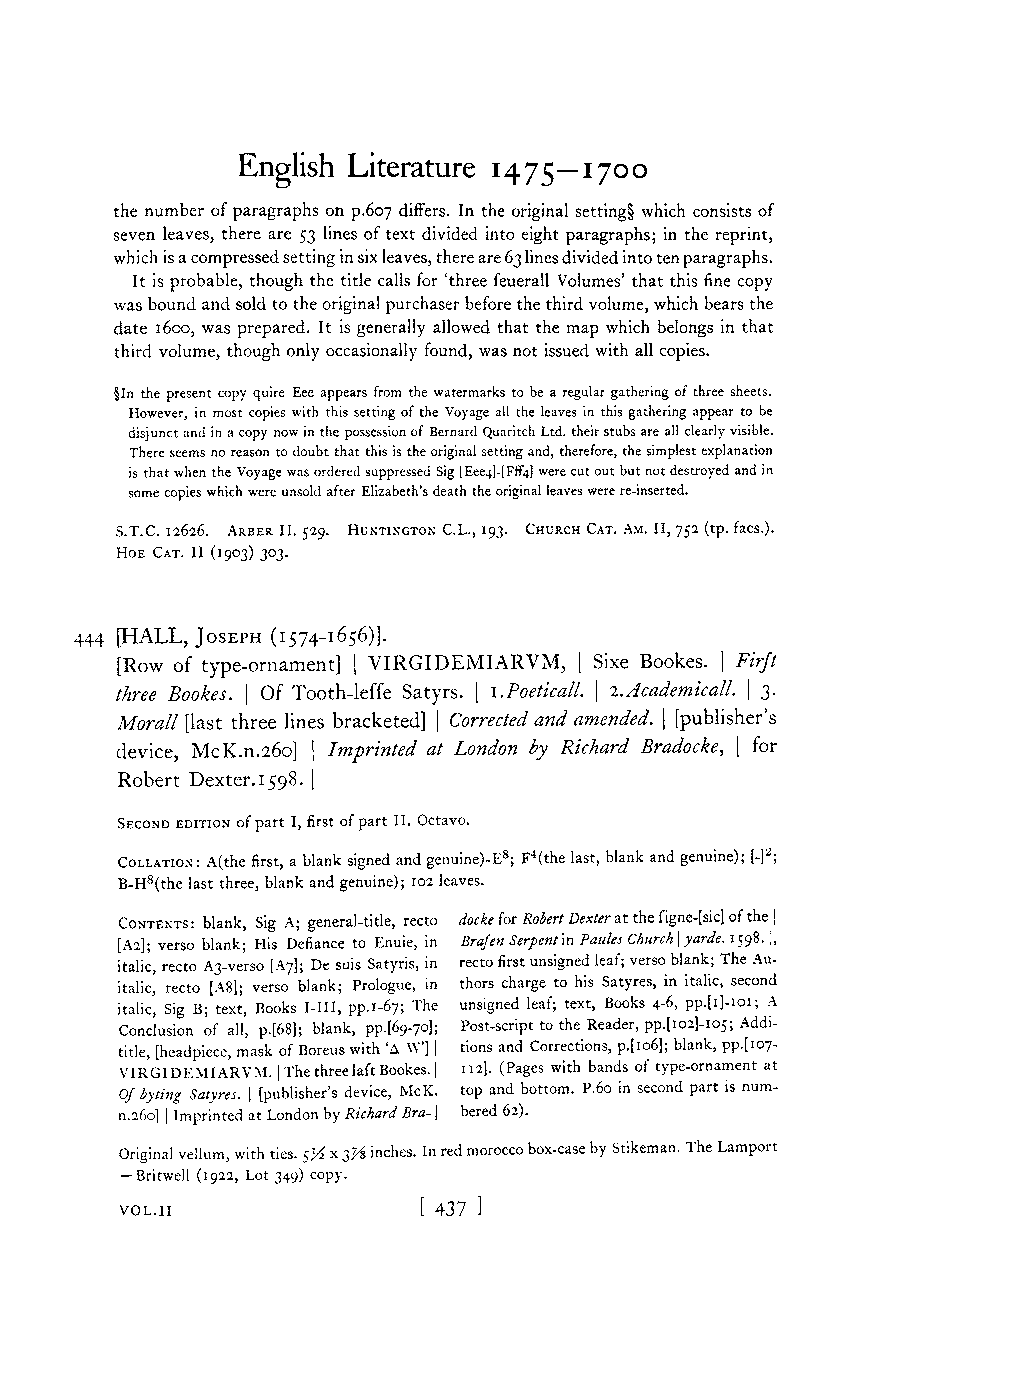 English Literature 1475–1700
the number of paragraphs on p.607 differs. In the original setting§ which consists of
seven leaves, there are 53 lines of text divided into eight paragraphs; in the reprint,
which is a compressed setting in six leaves, there are 63 lines divided into ten paragraphs.
It is probable, though the title calls for 'three seuerall Volumes' that this fine copy
was bound and sold to the original purchaser before the third volume, which bears the
date 1600, was prepared. It is generally allowed that the map which belongs in that
third volume, though only occasionally found, was not issued with all copies.
§In the present copy quire Eee appears from the watermarks to be a regular gathering of three sheets.
However, in most copies with this setting of the Voyage all the leaves in this gathering appear to be
disjunct and in a copy now in the possession of Bernard Quaritch Ltd. their stubs are all clearly visible.
There seems no reason to doubt that this is the original setting and, therefore, the simplest explanation
is that when the Voyage was ordered suppressed Sig [Eee4]-[Fff4] were cut out but not destroyed and in
some copies which were unsold after Elizabeth's death the original leaves were re-inserted.
S.T.C. 12626. Arber II. 529. Huntington C.L., 193. Church Cat. Am. II, 752 (tp. facs.).
Hoe Cat. II (1903) 303.
444 [HALL, Joseph (1574-1656)].
[Row of type-ornament] | VIRGIDEMIARVM, | Sixe Bookes. | Firſt
three Bookes. | Of Tooth-leſſe Satyrs. | 1.Poeticall. | 2.Academicall. | 3.
Morall [last three lines bracketed] | Corrected and amended. | [publisher's
device, McK.n.260] | Imprinted at London by Richard Bradocke, | for
Robert Dexter.1598. |
Second edition of part I, first of part II. Octavo.
Collation: A(the first, a blank signed and genuine)-E⁸; F⁴(the last, blank and genuine); [-]²;
B-H⁸(the last three, blank and genuine); 102 leaves.
Contents: blank, Sig A; general-title, recto
[A2]; verso blank; His Defiance to Enuie, in
italic, recto A3-verso [A7]; De suis Satyris, in
italic, recto [A8]; verso blank; Prologue, in
italic, Sig B; text, Books I-III, pp.1-67; The
Conclusion of all, p.[68]; blank, pp.[69-70];
title, [headpiece, mask of Boreus with 'Δ W'] |
VIRGIDEMIARVM. | The three laſt Bookes. |
Of byting Satyres. | [publisher's device, McK.
n.260] | Imprinted at London by Richard Bra- |
docke for Robert Dexter at the ſigne-[sic] of the |
Braſen Serpent in Paules Church | yarde. 1598. |,
recto first unsigned leaf; verso blank; The Au-
thors charge to his Satyres, in italic, second
unsigned leaf; text, Books 4-6, pp.[1]-101; A
Post-script to the Reader, pp.[102]-105; Addi-
tions and Corrections, p.[106]; blank, pp.[107-
112]. (Pages with bands of type-ornament at
top and bottom. P.60 in second part is num-
bered 62).
Original vellum, with ties. 5½ x 3⅞ inches. In red morocco box-case by Stikeman. The Lamport
— Britwell (1922, Lot 349) copy.
VOL.II [ 437 ]